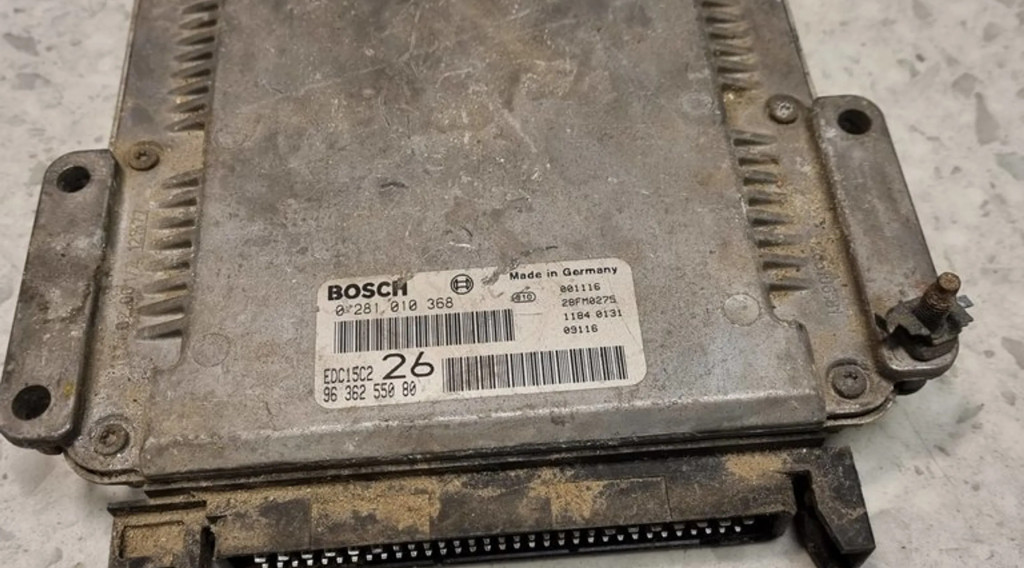 BOSCH
Made in Germany
0 281 010 368
001116
28FM0275
1184 0131
09116
EDC15C2 26
96 362 550 80